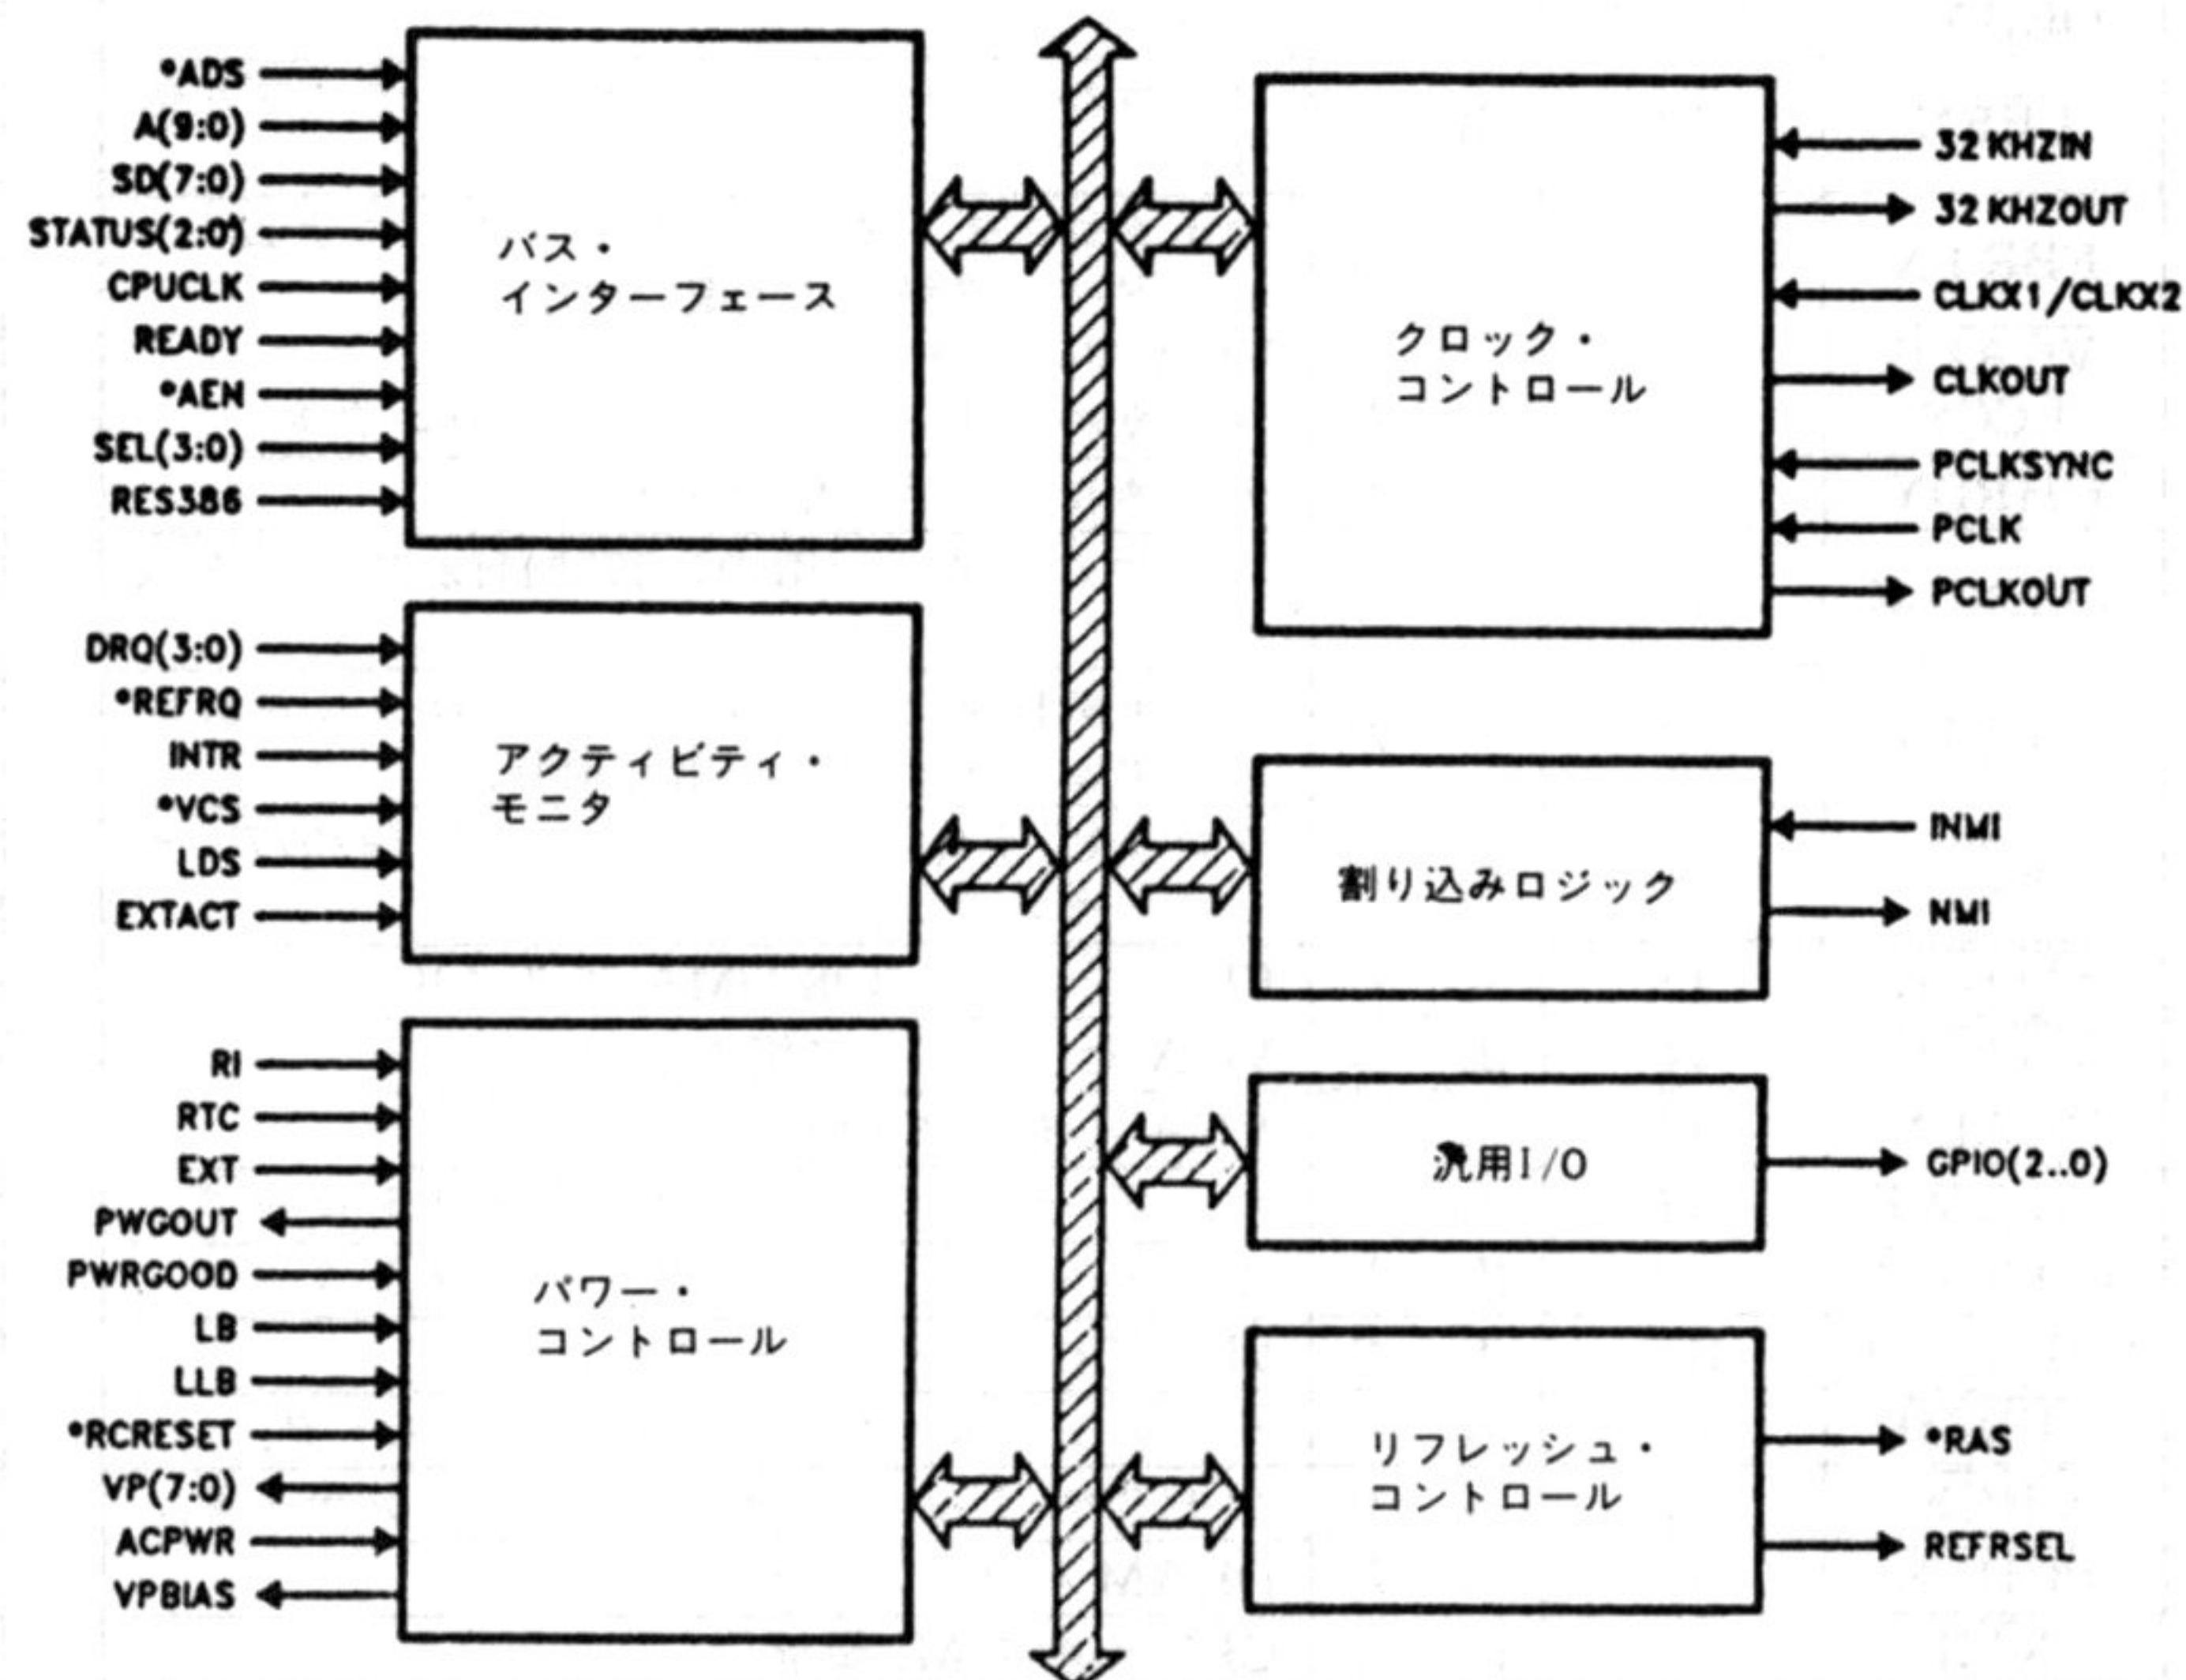 •ADS
A(9:0)
SD(7:0)
STATUS(2:0)
CPUCLK
READY
•AEN
SEL(3:0)
RES386
バス・
インターフェース
DRQ(3:0)
•REFRQ
INTR
•VCS
LDS
EXTACT
アクティビティ・
モニタ
RI
RTC
EXT
PWGOUT
PWRGOOD
LB
LLB
•RCRESET
VP(7:0)
ACPWR
VPBIAS
パワー・
コントロール
クロック・
コントロール
32 KHZIN
32 KHZOUT
CLKX1/CLKX2
CLKOUT
PCLKSYNC
PCLK
PCLKOUT
割り込みロジック
INMI
NMI
汎用I/O
GPIO(2..0)
リフレッシュ・
コントロール
•RAS
REFRSEL